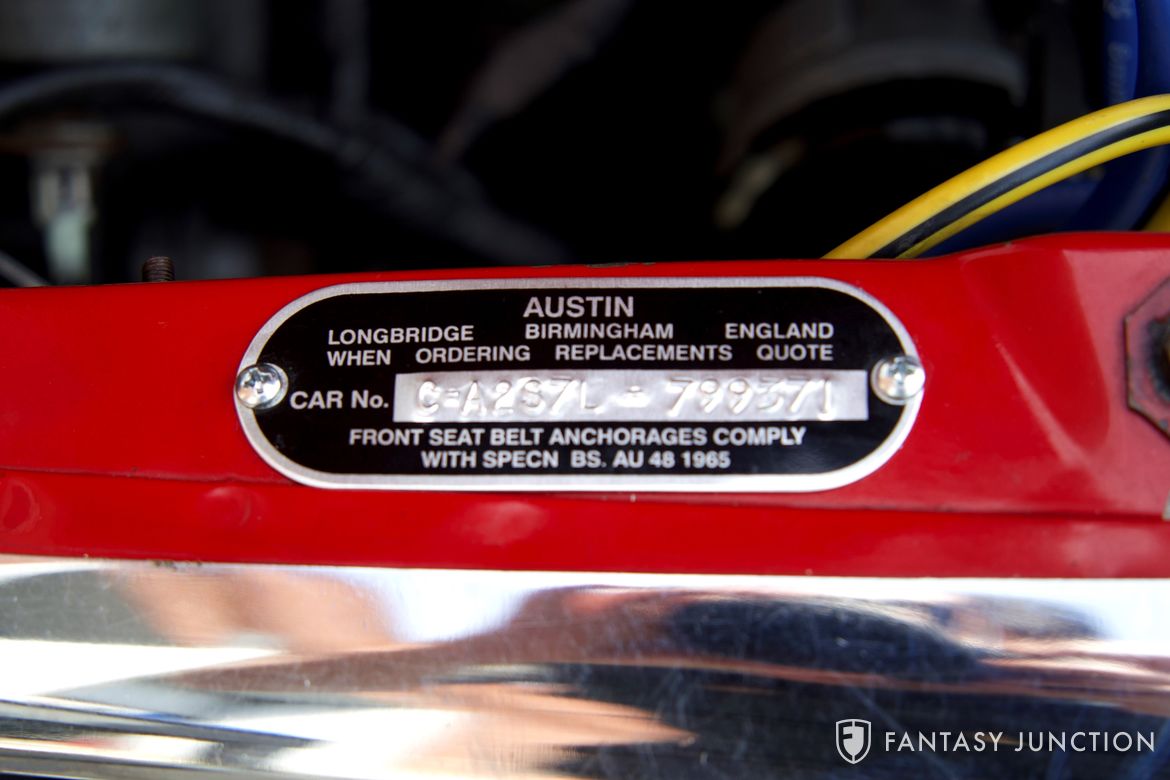 AUSTIN
LONGBRIDGE BIRMINGHAM ENGLAND
WHEN ORDERING REPLACEMENTS QUOTE
CAR No. C-A2S7L - 799371
FRONT SEAT BELT ANCHORAGES COMPLY
WITH SPECN BS. AU 48 1965
FANTASY JUNCTION